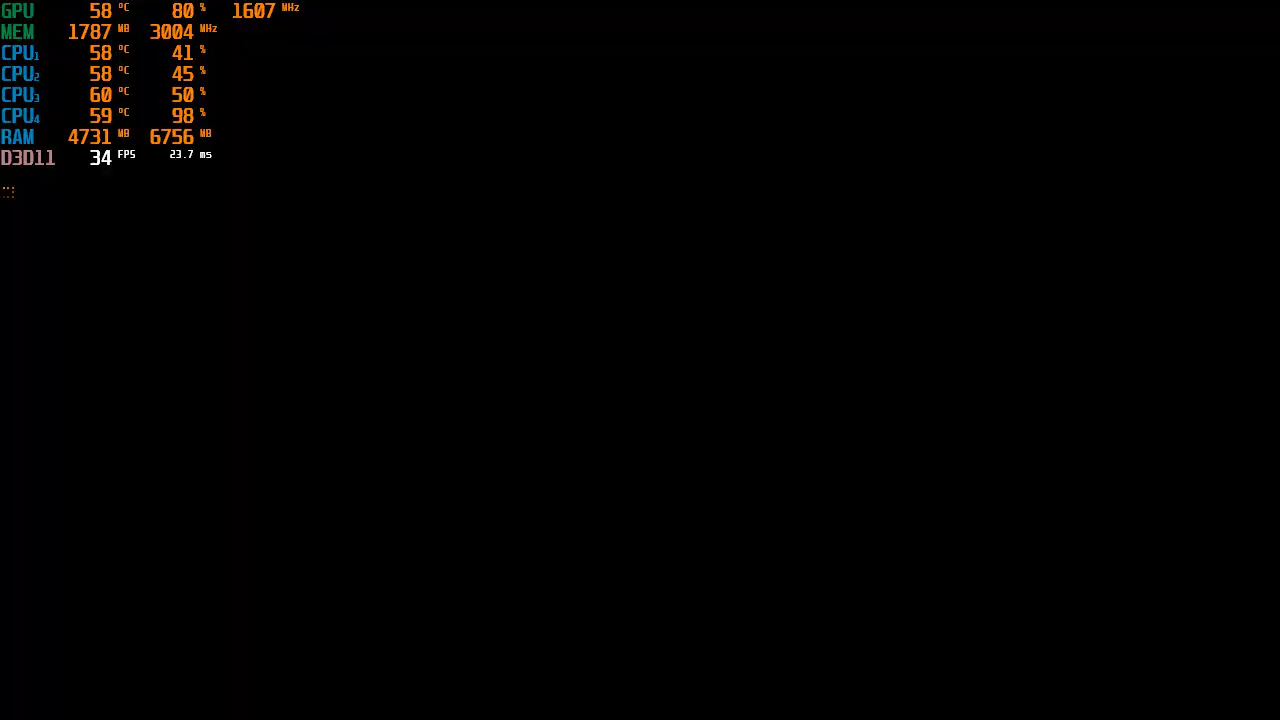 GPU 58 °C 80 % 1607 MHz
MEM 1787 MB 3004 MHz
CPU1 58 °C 41 %
CPU2 58 °C 45 %
CPU3 60 °C 50 %
CPU4 59 °C 98 %
RAM 4731 MB 6756 MB
D3D11 34 FPS 23.7 ms